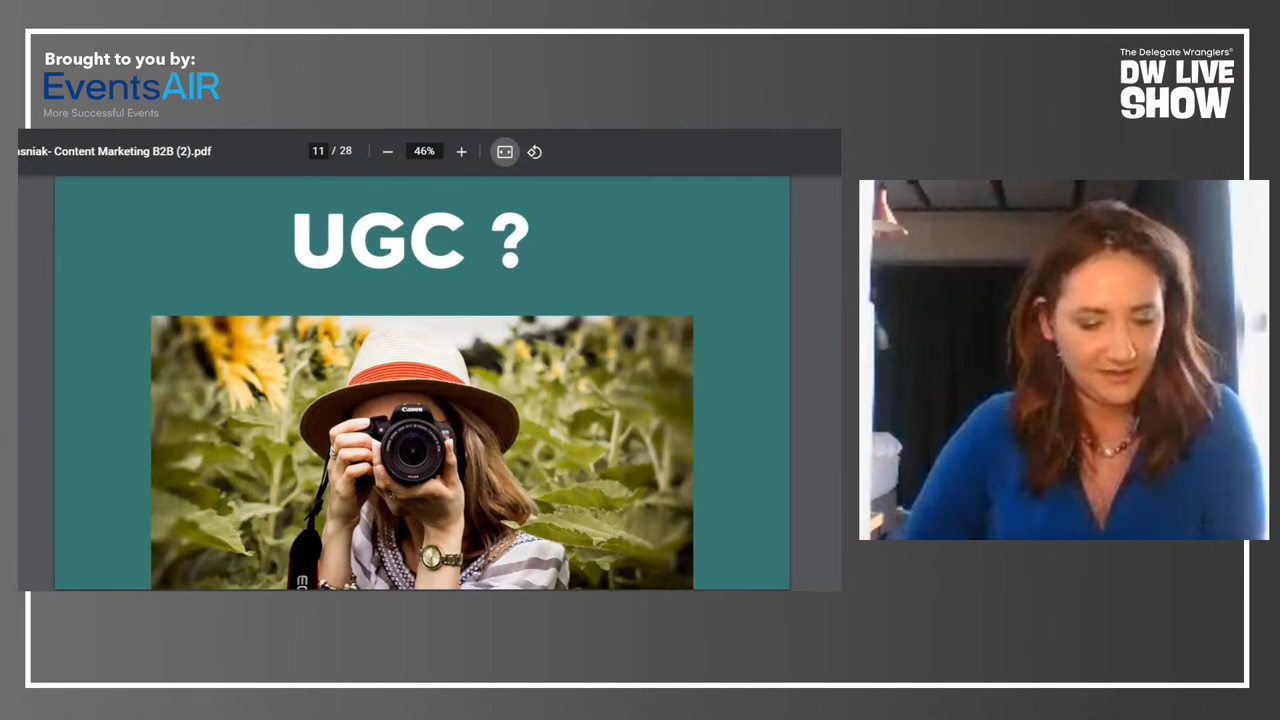 Brought to you by:
EventsAIR
More Successful Events
The Delegate Wranglers®
DW LIVE
SHOW
sniak- Content Marketing B2B (2).pdf
11 / 28
46%
UGC ?
Canon